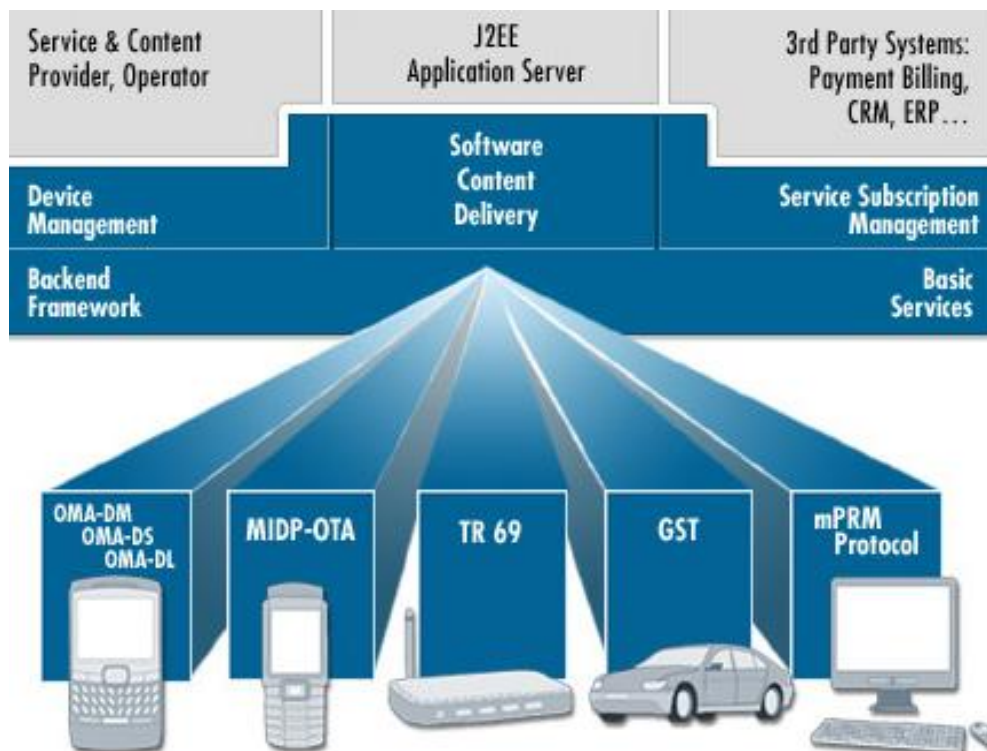 Service & Content
Provider, Operator
J2EE
Application Server
3rd Party Systems:
Payment Billing,
CRM, ERP...
Device
Management
Software
Content
Delivery
Service Subscription
Management
Backend
Framework
Basic
Services
OMA-DM
OMA-DS
OMA-DL
MIDP-OTA
TR 69
GST
mPRM
Protocol